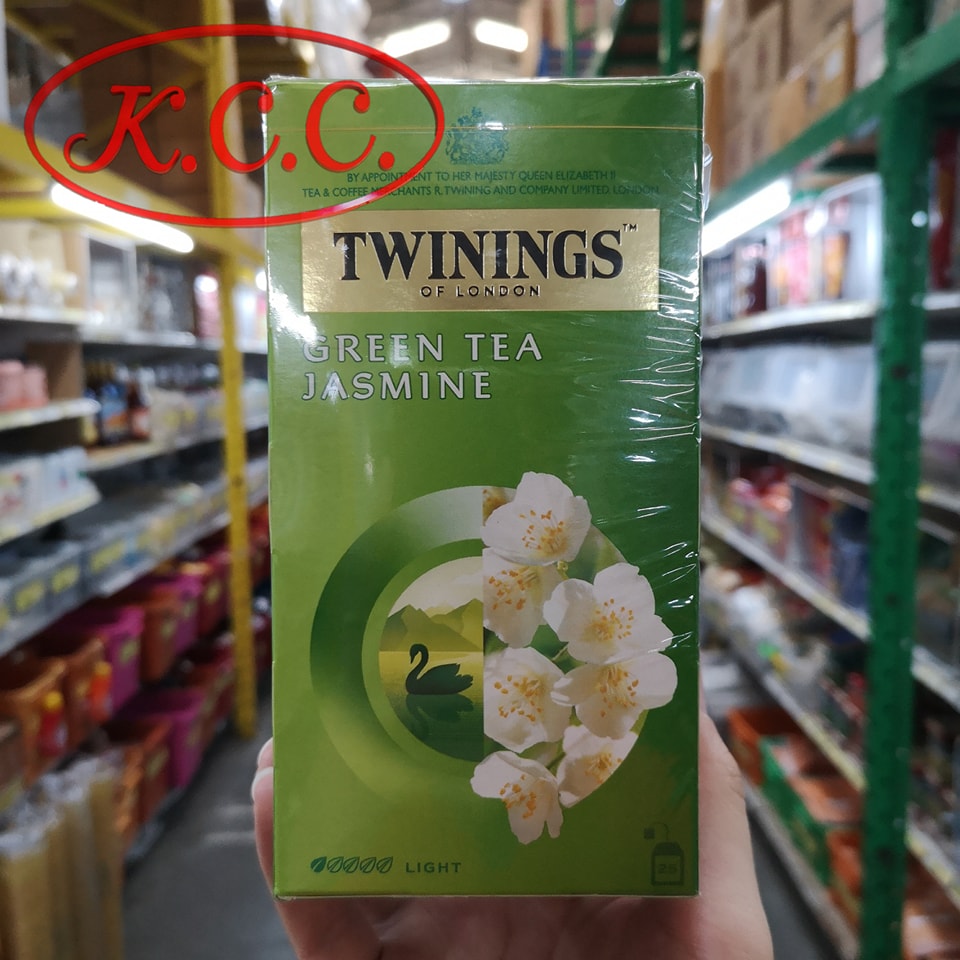 K.C.C.
BY APPOINTMENT TO HER MAJESTY QUEEN ELIZABETH II
TEA & COFFEE MERCHANTS R. TWINING AND COMPANY LIMITED, LONDON
TWININGS™
OF LONDON
GREEN TEA
JASMINE
LIGHT
25